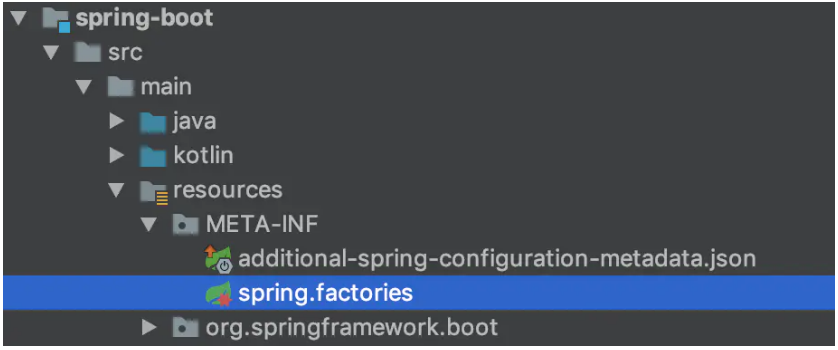 spring-boot
src
main
java
kotlin
resources
META-INF
additional-spring-configuration-metadata.json
spring.factories
org.springframework.boot